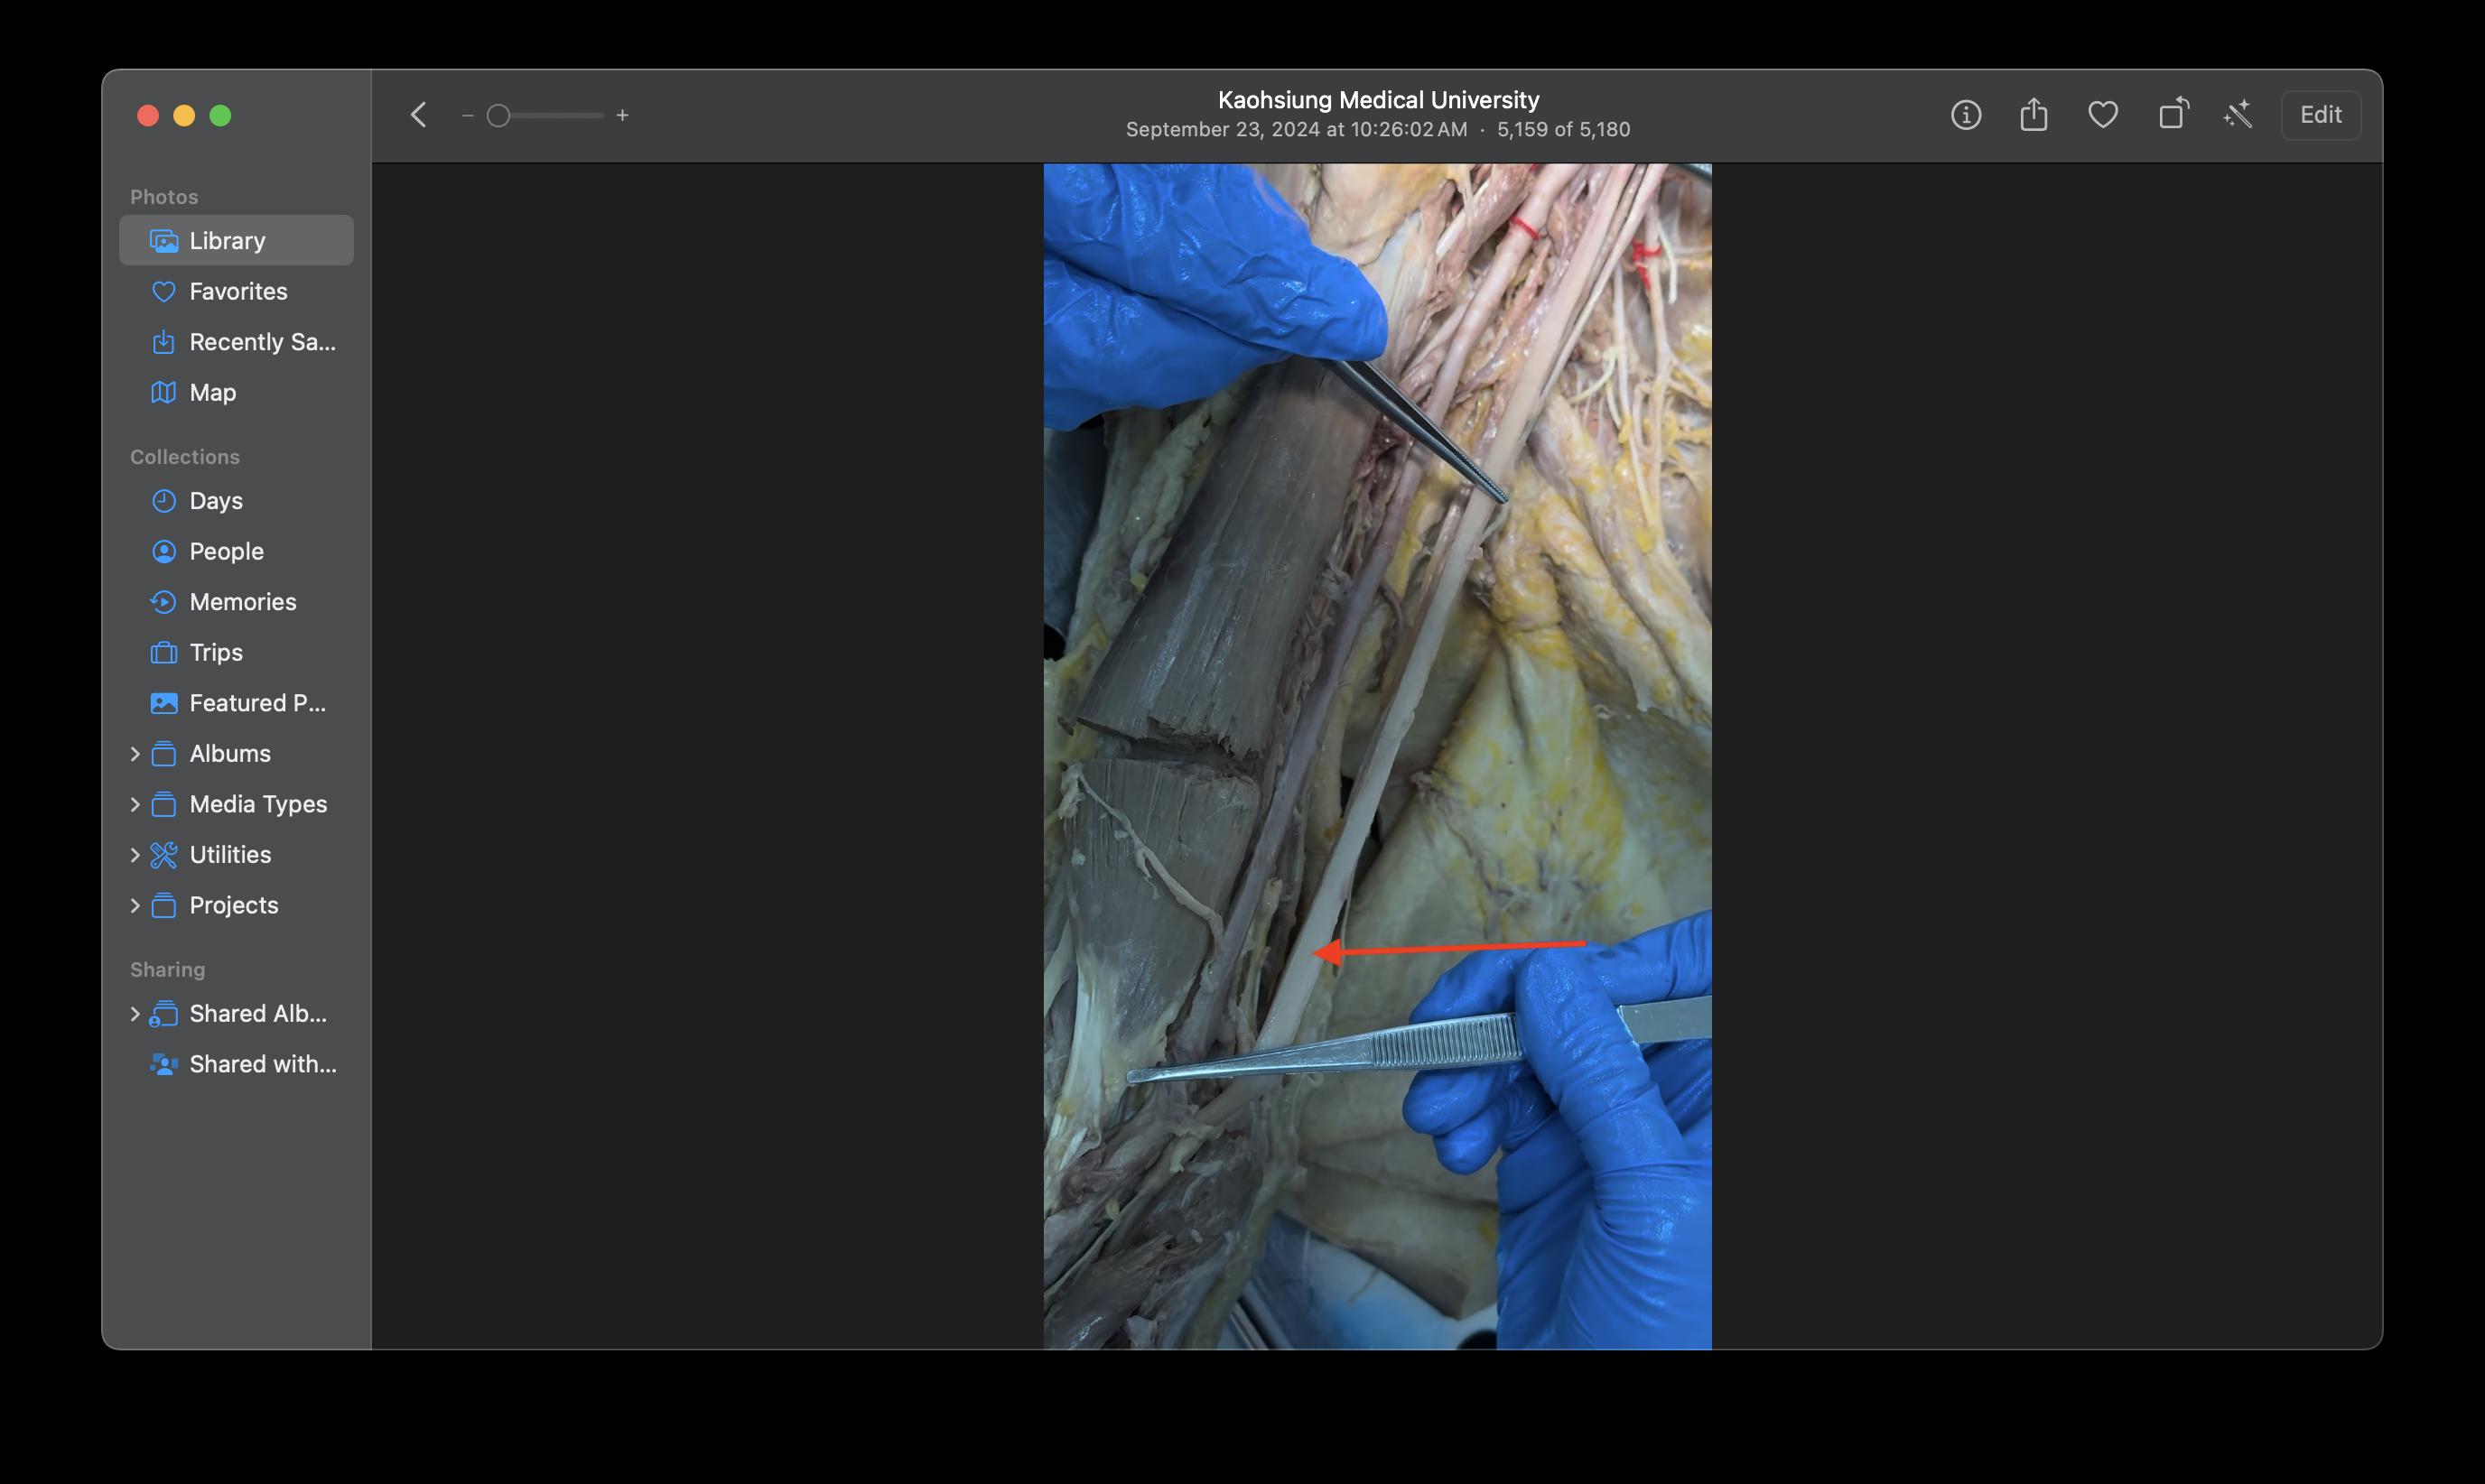 Kaohsiung Medical University
September 23, 2024 at 10:26:02 AM · 5,159 of 5,180
Edit
Photos
Library
Favorites
Recently Sa...
Map
Collections
Days
People
Memories
Trips
Featured P...
Albums
Media Types
Utilities
Projects
Sharing
Shared Alb...
Shared with...